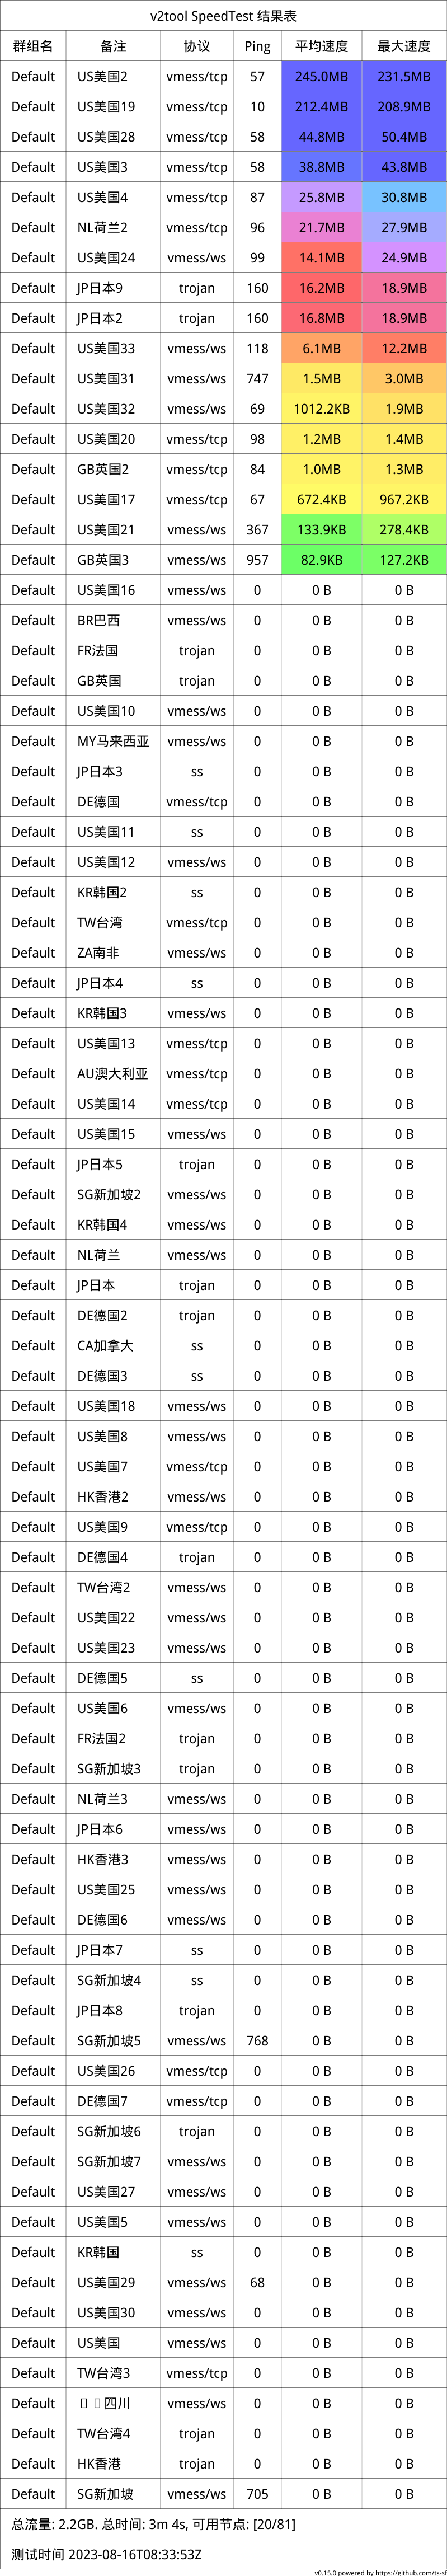 v2tool SpeedTest 结果表
群组名 备注 协议 Ping 平均速度 最大速度
Default US美国2 vmess/tcp 57 245.0MB 231.5MB
Default US美国19 vmess/tcp 10 212.4MB 208.9MB
Default US美国28 vmess/tcp 58 44.8MB 50.4MB
Default US美国3 vmess/tcp 58 38.8MB 43.8MB
Default US美国4 vmess/tcp 87 25.8MB 30.8MB
Default NL荷兰2 vmess/tcp 96 21.7MB 27.9MB
Default US美国24 vmess/ws 99 14.1MB 24.9MB
Default JP日本9 trojan 160 16.2MB 18.9MB
Default JP日本2 trojan 160 16.8MB 18.9MB
Default US美国33 vmess/ws 118 6.1MB 12.2MB
Default US美国31 vmess/ws 747 1.5MB 3.0MB
Default US美国32 vmess/ws 69 1012.2KB 1.9MB
Default US美国20 vmess/ws 98 1.2MB 1.4MB
Default GB英国2 vmess/ws 84 1.0MB 1.3MB
Default US美国17 vmess/ws 67 672.4KB 967.2KB
Default US美国21 vmess/ws 367 133.9KB 278.4KB
Default GB英国3 vmess/ws 957 82.9KB 127.2KB
Default US美国16 vmess/ws 0 0 B 0 B
Default BR巴西 vmess/ws 0 0 B 0 B
Default FR法国 trojan 0 0 B 0 B
Default GB英国 trojan 0 0 B 0 B
Default US美国10 vmess/ws 0 0 B 0 B
Default MY马来西亚 vmess/ws 0 0 B 0 B
Default JP日本3 ss 0 0 B 0 B
Default DE德国 vmess/tcp 0 0 B 0 B
Default US美国11 ss 0 0 B 0 B
Default US美国12 vmess/ws 0 0 B 0 B
Default KR韩国2 ss 0 0 B 0 B
Default TW台湾 vmess/tcp 0 0 B 0 B
Default ZA南非 vmess/ws 0 0 B 0 B
Default JP日本4 ss 0 0 B 0 B
Default KR韩国3 vmess/ws 0 0 B 0 B
Default US美国13 vmess/tcp 0 0 B 0 B
Default AU澳大利亚 vmess/tcp 0 0 B 0 B
Default US美国14 vmess/tcp 0 0 B 0 B
Default US美国15 vmess/ws 0 0 B 0 B
Default JP日本5 trojan 0 0 B 0 B
Default SG新加坡2 vmess/ws 0 0 B 0 B
Default KR韩国4 vmess/ws 0 0 B 0 B
Default NL荷兰 vmess/ws 0 0 B 0 B
Default JP日本 trojan 0 0 B 0 B
Default DE德国2 trojan 0 0 B 0 B
Default CA加拿大 ss 0 0 B 0 B
Default DE德国3 ss 0 0 B 0 B
Default US美国18 vmess/ws 0 0 B 0 B
Default US美国8 vmess/ws 0 0 B 0 B
Default US美国7 vmess/tcp 0 0 B 0 B
Default HK香港2 vmess/ws 0 0 B 0 B
Default US美国9 vmess/tcp 0 0 B 0 B
Default DE德国4 trojan 0 0 B 0 B
Default TW台湾2 vmess/ws 0 0 B 0 B
Default US美国22 vmess/ws 0 0 B 0 B
Default US美国23 vmess/ws 0 0 B 0 B
Default DE德国5 ss 0 0 B 0 B
Default US美国6 vmess/ws 0 0 B 0 B
Default FR法国2 trojan 0 0 B 0 B
Default SG新加坡3 trojan 0 0 B 0 B
Default NL荷兰3 vmess/ws 0 0 B 0 B
Default JP日本6 vmess/ws 0 0 B 0 B
Default HK香港3 vmess/ws 0 0 B 0 B
Default US美国25 vmess/ws 0 0 B 0 B
Default DE德国6 vmess/ws 0 0 B 0 B
Default JP日本7 ss 0 0 B 0 B
Default SG新加坡4 ss 0 0 B 0 B
Default JP日本8 trojan 0 0 B 0 B
Default SG新加坡5 vmess/ws 768 0 B 0 B
Default US美国26 vmess/tcp 0 0 B 0 B
Default DE德国7 vmess/tcp 0 0 B 0 B
Default SG新加坡6 trojan 0 0 B 0 B
Default SG新加坡7 vmess/ws 0 0 B 0 B
Default US美国27 vmess/ws 0 0 B 0 B
Default US美国5 vmess/ws 0 0 B 0 B
Default KR韩国 ss 0 0 B 0 B
Default US美国29 vmess/ws 68 0 B 0 B
Default US美国30 vmess/ws 0 0 B 0 B
Default US美国 vmess/ws 0 0 B 0 B
Default TW台湾3 vmess/tcp 0 0 B 0 B
Default 四川 vmess/ws 0 0 B 0 B
Default TW台湾4 trojan 0 0 B 0 B
Default HK香港 trojan 0 0 B 0 B
Default SG新加坡 vmess/ws 705 0 B 0 B
总流量: 2.2GB. 总时间: 3m 4s, 可用节点: [20/81]
测试时间 2023-08-16T08:33:53Z
v0.15.0 powered by https://github.com/ts-sf